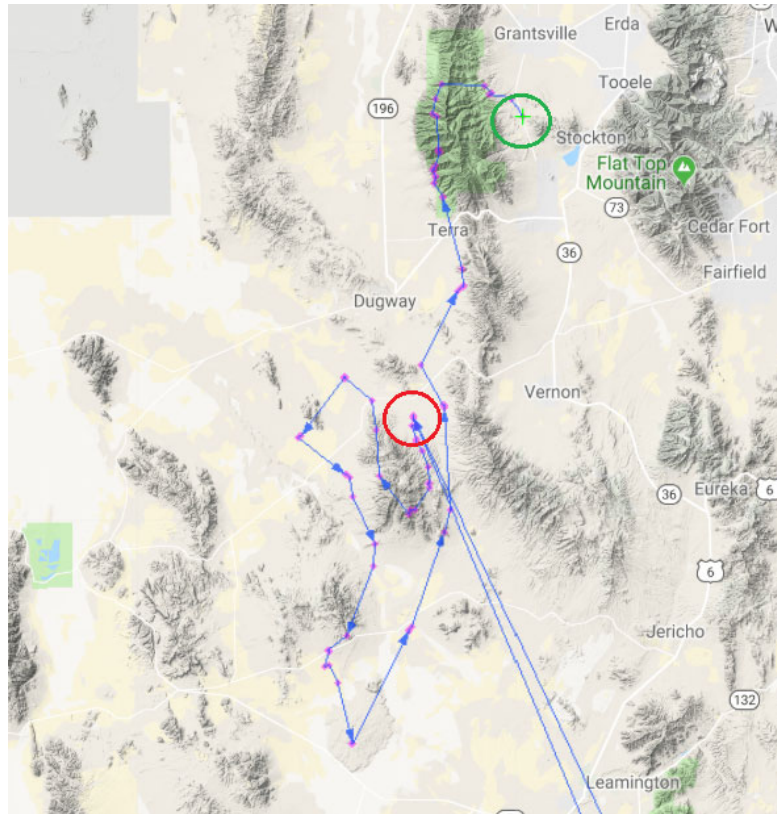 Grantsville
Erda
W
Tooele
196
Stockton
Flat Top
Mountain
73
Terra
Cedar Fort
36
Fairfield
Dugway
Vernon
6
36
Eureka
6
Jericho
132
Leamington